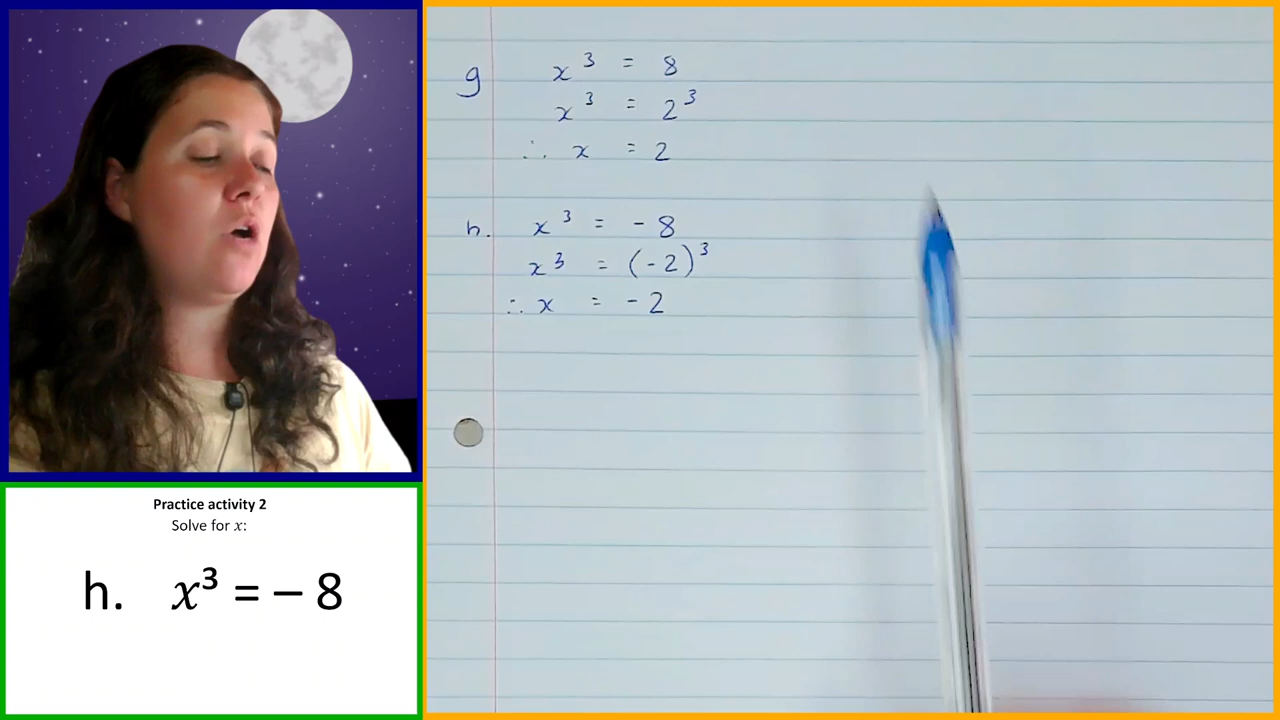 g x³ = 8
x³ = 2³
∴ x = 2
h. x³ = - 8
x³ = (-2)³
∴ x = -2
Practice activity 2
Solve for x:
h. x³ = – 8